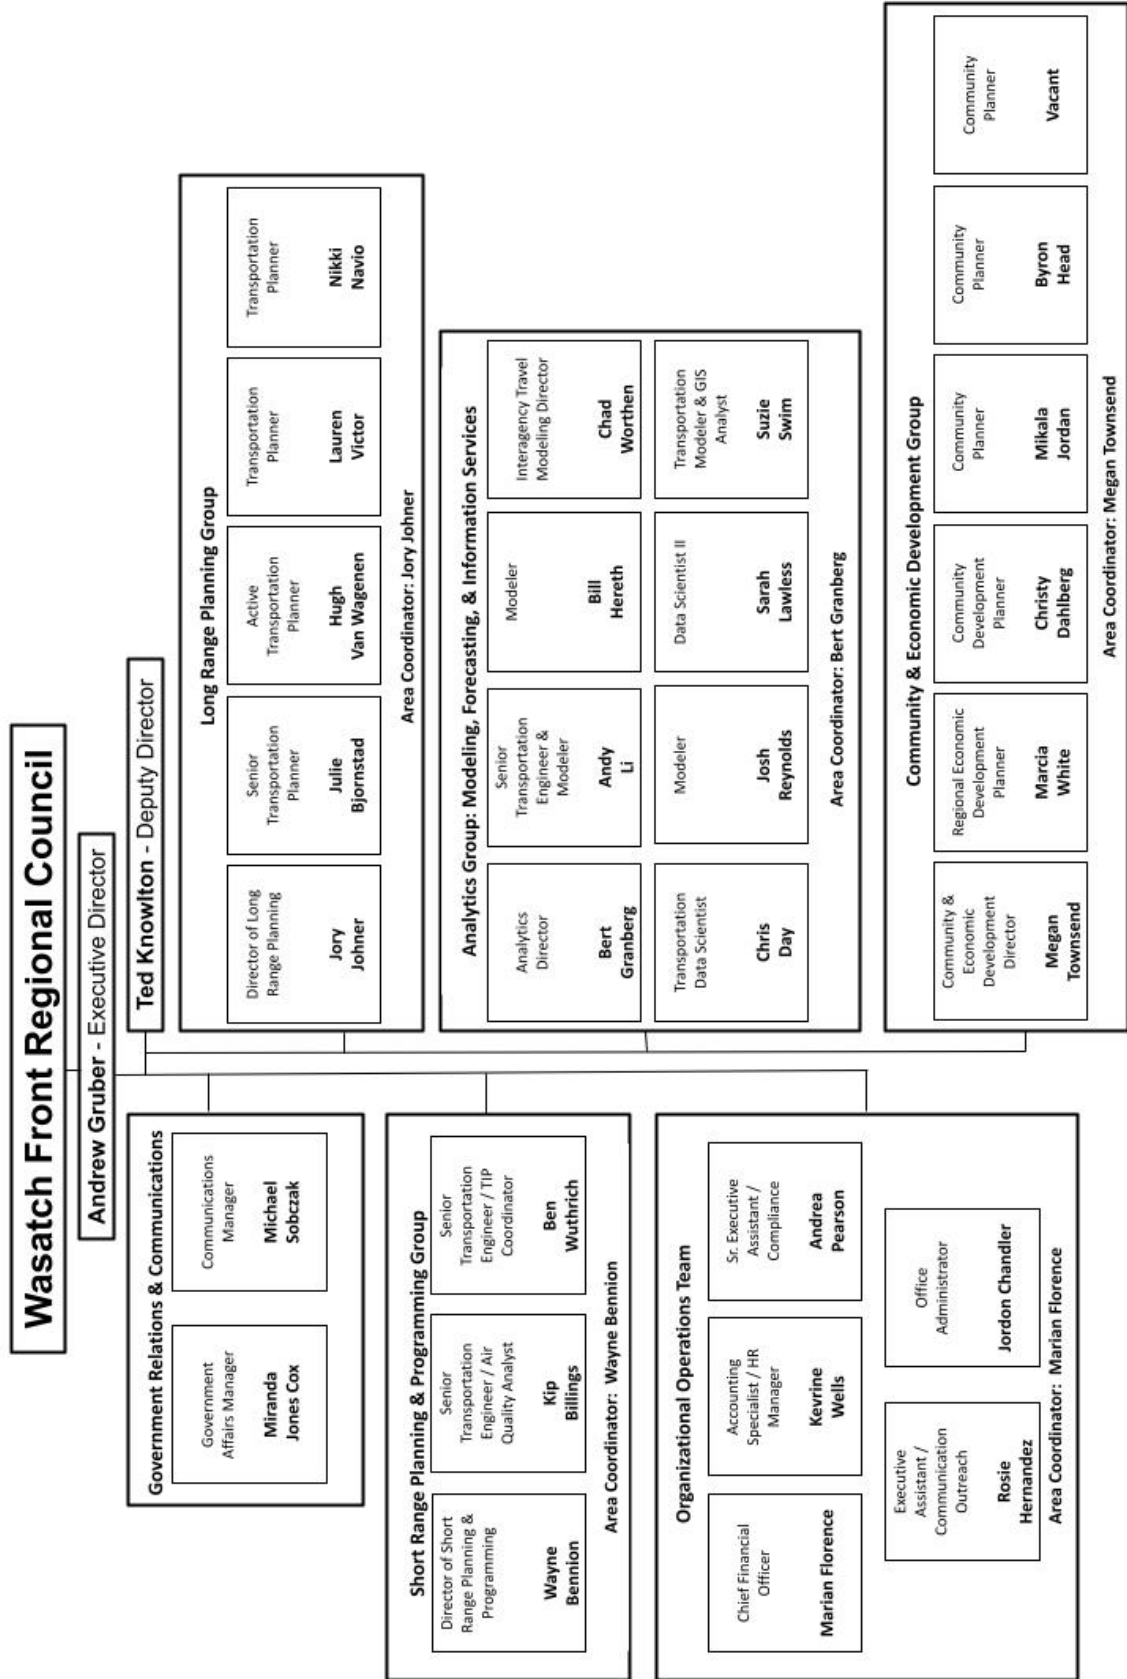 Wasatch Front Regional Council
Andrew Gruber - Executive Director
Ted Knowlton - Deputy Director
Government Relations & Communications
Government
Affairs Manager
Miranda
Jones Cox
Communications
Manager
Michael
Sobczak
Short Range Planning & Programming Group
Director of Short
Range Planning &
Programming
Wayne
Bennion
Senior
Transportation
Engineer / Air
Quality Analyst
Kip
Billings
Senior
Transportation
Engineer / TIP
Coordinator
Ben
Wuthrich
Area Coordinator: Wayne Bennion
Organizational Operations Team
Chief Financial
Officer
Marian Florence
Accounting
Specialist / HR
Manager
Kevrine
Wells
Sr. Executive
Assistant /
Compliance
Andrea
Pearson
Executive
Assistant /
Communication
Outreach
Rosie
Hernandez
Office
Administrator
Jordon Chandler
Area Coordinator: Marian Florence
Long Range Planning Group
Director of Long
Range Planning
Jory
Johner
Senior
Transportation
Planner
Julie
Bjornstad
Active
Transportation
Planner
Hugh
Van Wagenen
Transportation
Planner
Lauren
Victor
Transportation
Planner
Nikki
Navio
Area Coordinator: Jory Johner
Analytics Group: Modeling, Forecasting, & Information Services
Analytics
Director
Bert
Granberg
Senior
Transportation
Engineer &
Modeler
Andy
Li
Modeler
Bill
Hereth
Interagency Travel
Modeling Director
Chad
Worthen
Transportation
Data Scientist
Chris
Day
Modeler
Josh
Reynolds
Data Scientist II
Sarah
Lawless
Transportation
Modeler & GIS
Analyst
Suzie
Swim
Area Coordinator: Bert Granberg
Community & Economic Development Group
Community &
Economic
Development
Director
Megan
Townsend
Regional Economic
Development
Planner
Marcia
White
Community
Development
Planner
Christy
Dahlberg
Community
Planner
Mikala
Jordan
Community
Planner
Byron
Head
Community
Planner
Vacant
Area Coordinator: Megan Townsend